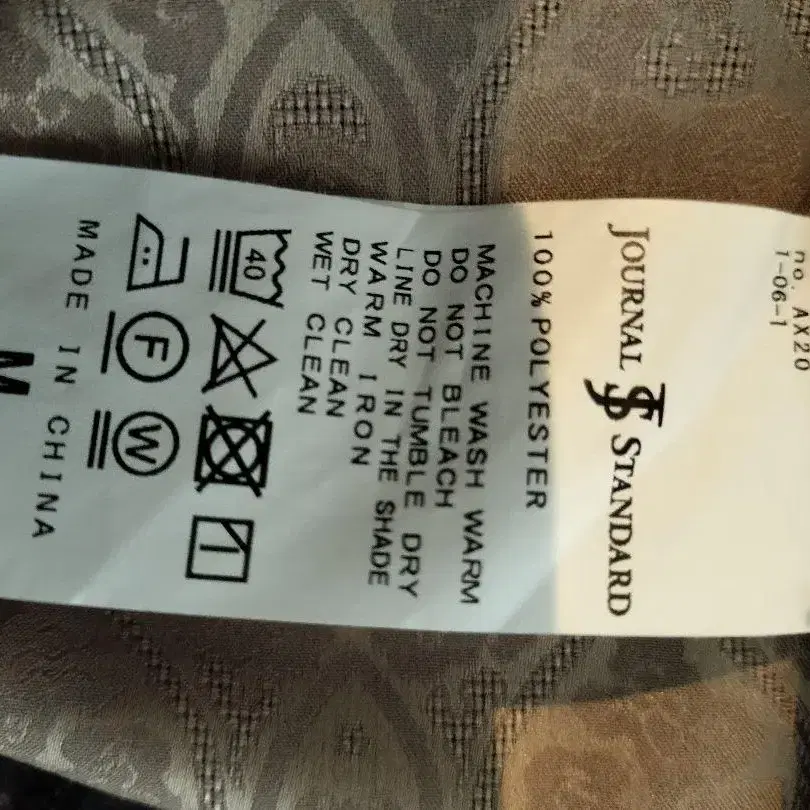 no. AX20
1-06-1
JOURNAL JS STANDARD
100% POLYESTER
MACHINE WASH WARM
DO NOT BLEACH
DO NOT TUMBLE DRY
LINE DRY IN THE SHADE
WARM IRON
DRY CLEAN
WET CLEAN
40
F W
MADE IN CHINA
M